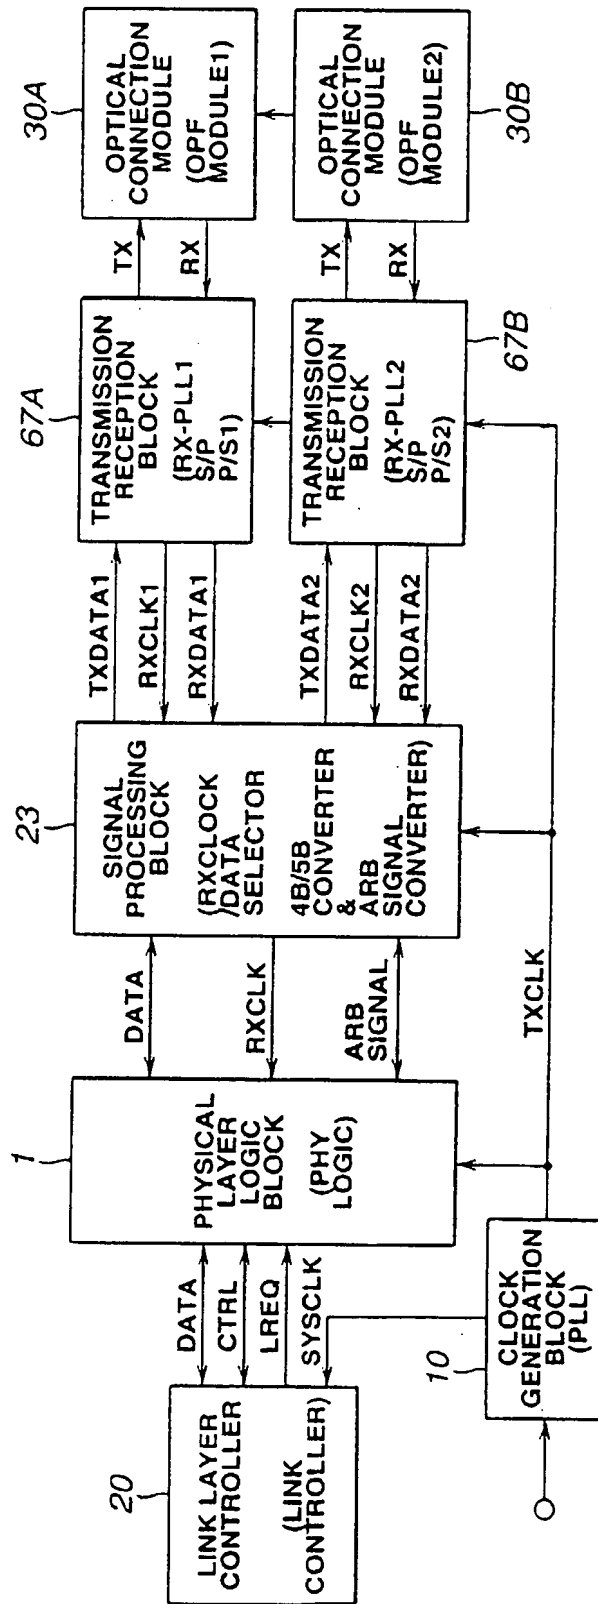 20
LINK LAYER
CONTROLLER
(LINK
CONTROLLER)
DATA
CTRL
LREQ
SYSCLK
10
CLOCK
GENERATION
BLOCK
(PLL)
1
PHYSICAL
LAYER
LOGIC
BLOCK
(PHY
LOGIC)
DATA
RXCLK
ARB
SIGNAL
TXCLK
23
SIGNAL
PROCESSING
BLOCK
(RXCLOCK
/DATA
SELECTOR
4B/5B
CONVERTER
&
ARB
SIGNAL
CONVERTER)
TXDATA1
RXCLK1
RXDATA1
TXDATA2
RXCLK2
RXDATA2
67A
TRANSMISSION
RECEPTION
BLOCK
(RX-PLL1
S/P
P/S1)
TRANSMISSION
RECEPTION
BLOCK
(RX-PLL2
S/P
P/S2)
67B
TX
RX
TX
RX
30A
OPTICAL
CONNECTION
MODULE
(OPF
MODULE1)
OPTICAL
CONNECTION
MODULE
(OPF
MODULE2)
30B